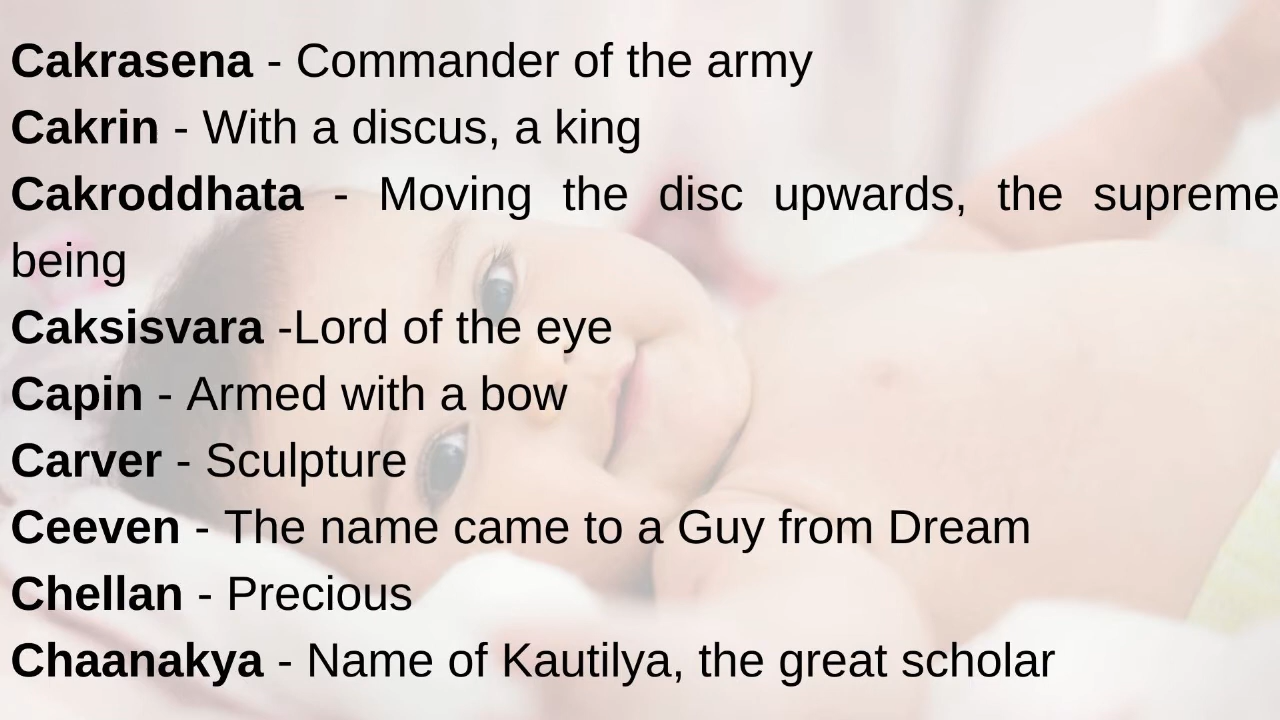 Cakrasena - Commander of the army
Cakrin - With a discus, a king
Cakroddhata - Moving the disc upwards, the supreme
being
Caksisvara -Lord of the eye
Capin - Armed with a bow
Carver - Sculpture
Ceeven - The name came to a Guy from Dream
Chellan - Precious
Chaanakya - Name of Kautilya, the great scholar